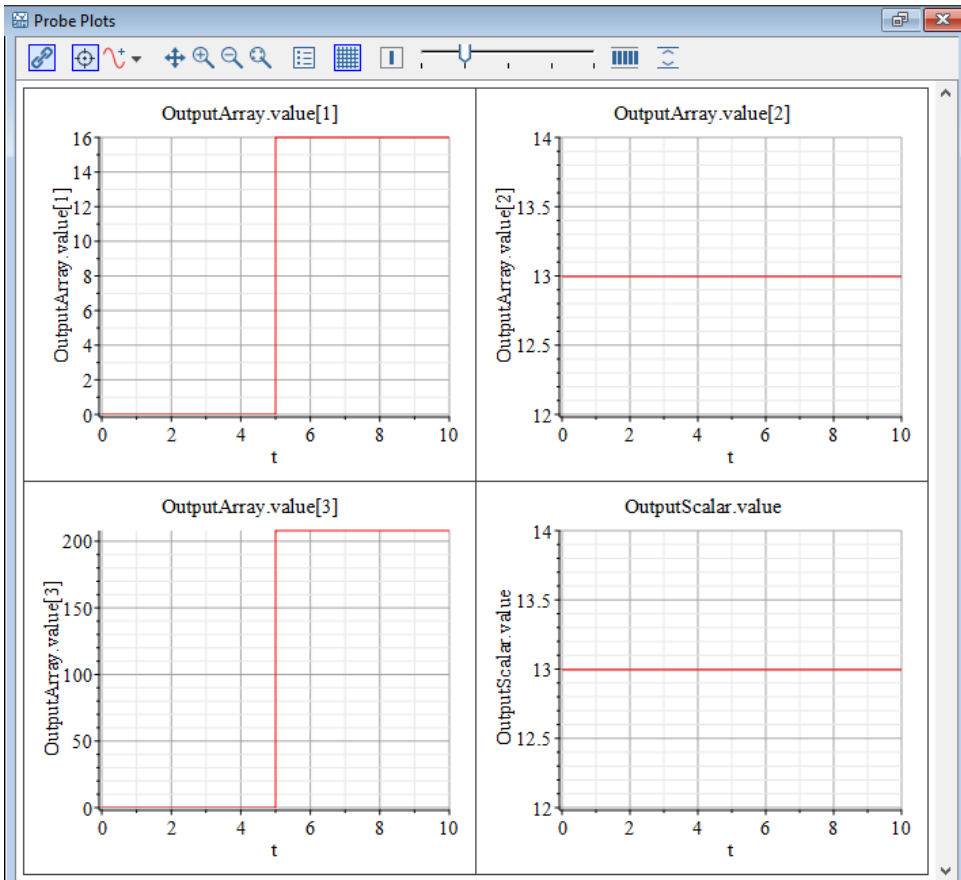 Probe Plots
OutputArray.value[1]
OutputArray.value[1]
16
14
12
10
8
6
4
2
0
0 2 4 6 8 10
t
OutputArray.value[2]
OutputArray.value[2]
14
13.5
13
12.5
12
0 2 4 6 8 10
t
OutputArray.value[3]
OutputArray.value[3]
200
150
100
50
0
0 2 4 6 8 10
t
OutputScalar.value
OutputScalar.value
14
13.5
13
12.5
12
0 2 4 6 8 10
t